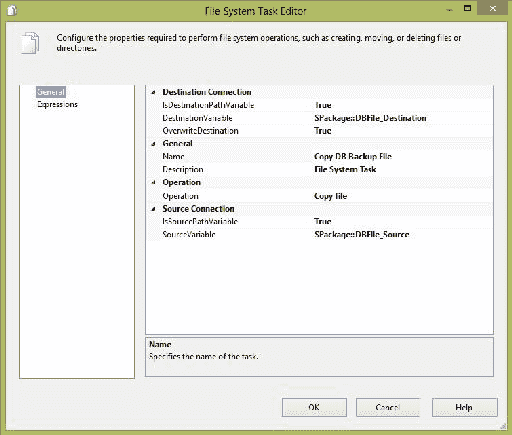 File System Task Editor
Configure the properties required to perform file system operations, such as creating, moving, or deleting files or
directories.
General
Expressions
Destination Connection
IsDestinationPathVariable True
DestinationVariable SPackage::DBFile_Destination
OverwriteDestination True
General
Name Copy DB Backup File
Description File System Task
Operation
Operation Copy file
Source Connection
IsSourcePathVariable True
SourceVariable SPackage::DBFile_Source
Name
Specifies the name of the task.
OK Cancel Help